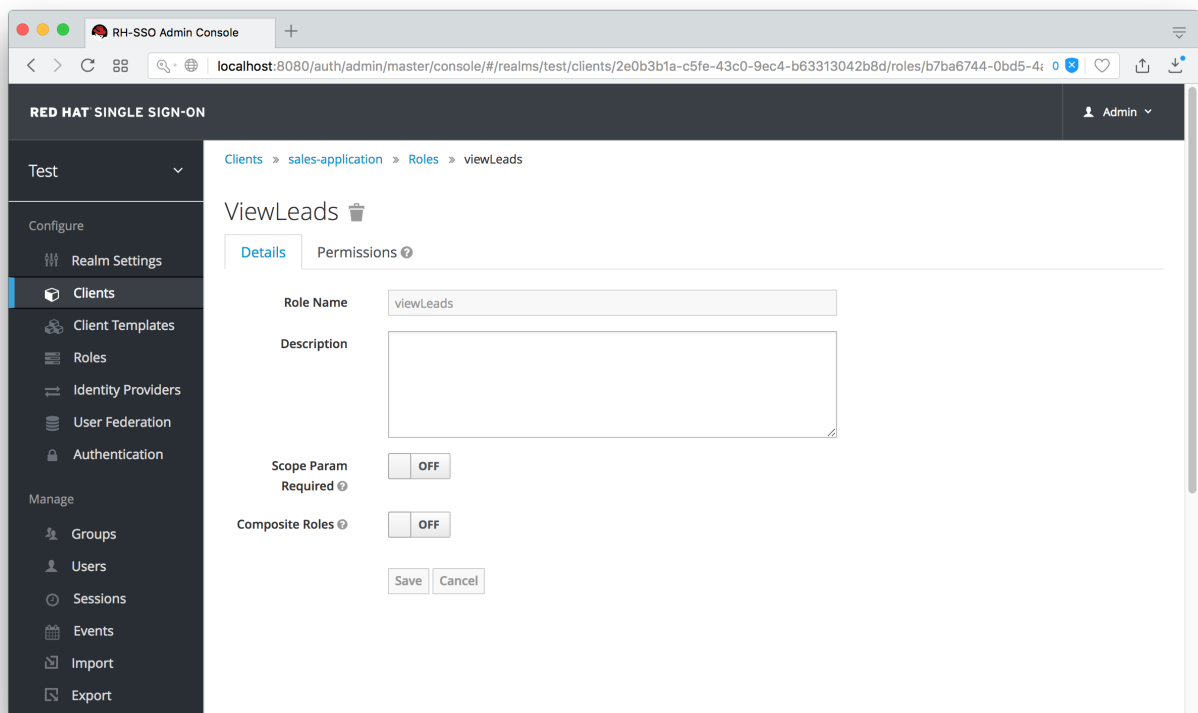 RH-SSO Admin Console
localhost:8080/auth/admin/master/console/#/realms/test/clients/2e0b3b1a-c5fe-43c0-9ec4-b63313042b8d/roles/b7ba6744-0bd5-4a 0
RED HAT SINGLE SIGN-ON
Admin
Test
Clients » sales-application » Roles » viewLeads
ViewLeads
Details Permissions
Configure
Realm Settings
Clients
Client Templates
Roles
Identity Providers
User Federation
Authentication
Manage
Groups
Users
Sessions
Events
Import
Export
Role Name viewLeads
Description
Scope Param
Required OFF
Composite Roles OFF
Save Cancel